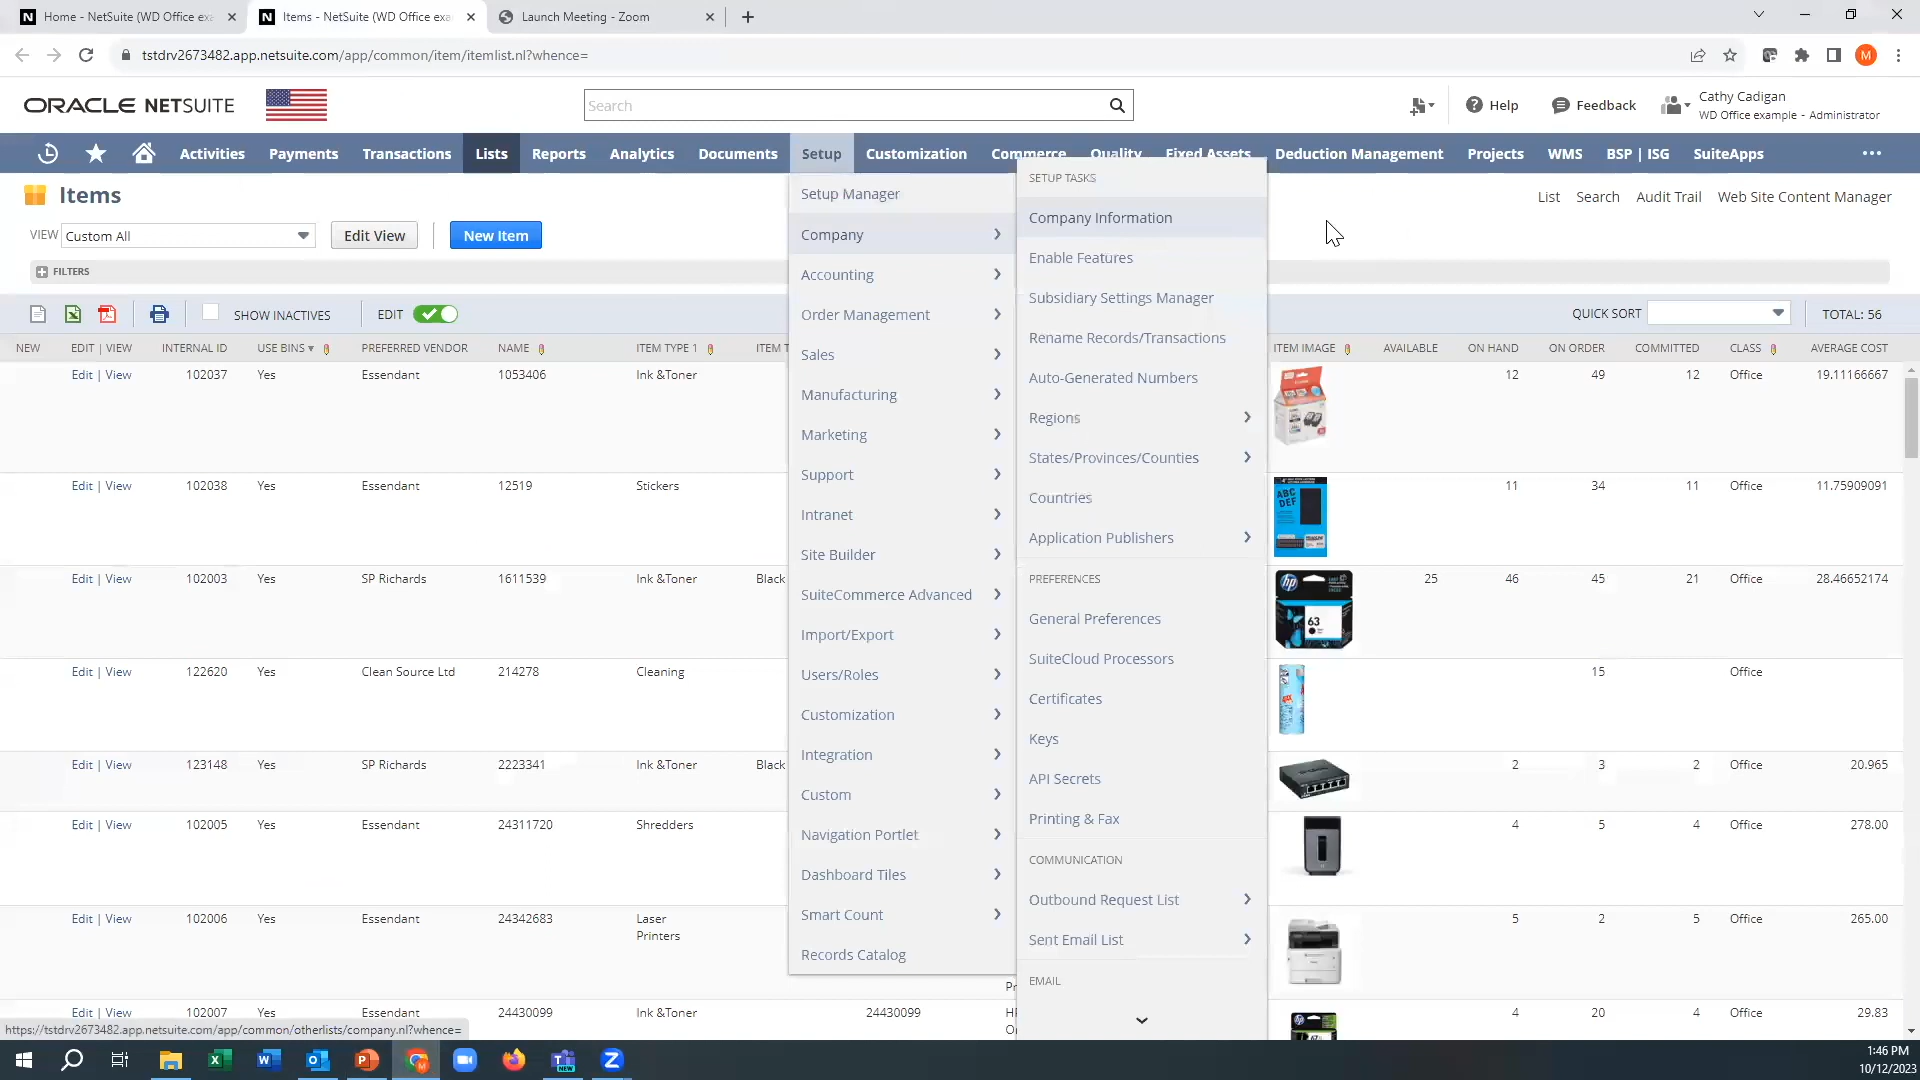 Home - NetSuite (WD Office exa
Items - NetSuite (WD Office exa
Launch Meeting - Zoom
tstdrv2673482.app.netsuite.com/app/common/item/itemlist.nl?whence=
M
ORACLE NETSUITE
Search
Help
Feedback
Cathy Cadigan
WD Office example - Administrator
Activities Payments Transactions Lists Reports Analytics Documents Setup Customization Commerce Quality Fixed Assets Deduction Management Projects WMS BSP | ISG SuiteApps
Items
List Search Audit Trail Web Site Content Manager
VIEW Custom All Edit View New Item
FILTERS
SHOW INACTIVES EDIT QUICK SORT TOTAL: 56
NEW EDIT | VIEW INTERNAL ID USE BINS PREFERRED VENDOR NAME ITEM TYPE 1 ITEM T ITEM IMAGE AVAILABLE ON HAND ON ORDER COMMITTED CLASS AVERAGE COST
Edit | View 102037 Yes Essendant 1053406 Ink &Toner 12 49 12 Office 19.11166667
Edit | View 102038 Yes Essendant 12519 Stickers 11 34 11 Office 11.75909091
ABC
DEF
Edit | View 102003 Yes SP Richards 1611539 Ink &Toner Black 25 46 45 21 Office 28.46652174
hp
63
Edit | View 122620 Yes Clean Source Ltd 214278 Cleaning 15 Office
Edit | View 123148 Yes SP Richards 2223341 Ink &Toner Black 2 3 2 Office 20.965
Edit | View 102005 Yes Essendant 24311720 Shredders 4 5 4 Office 278.00
Edit | View 102006 Yes Essendant 24342683 Laser Printers 5 2 5 Office 265.00
Edit | View 102007 Yes Essendant 24430099 Ink &Toner 24430099 4 20 4 Office 29.83
Setup Manager
Company
Accounting
Order Management
Sales
Manufacturing
Marketing
Support
Intranet
Site Builder
SuiteCommerce Advanced
Import/Export
Users/Roles
Customization
Integration
Custom
Navigation Portlet
Dashboard Tiles
Smart Count
Records Catalog
SETUP TASKS
Company Information
Enable Features
Subsidiary Settings Manager
Rename Records/Transactions
Auto-Generated Numbers
Regions
States/Provinces/Counties
Countries
Application Publishers
PREFERENCES
General Preferences
SuiteCloud Processors
Certificates
Keys
API Secrets
Printing & Fax
COMMUNICATION
Outbound Request List
Sent Email List
EMAIL
https://tstdrv2673482.app.netsuite.com/app/common/otherlists/company.nl?whence=
1:46 PM
10/12/2023